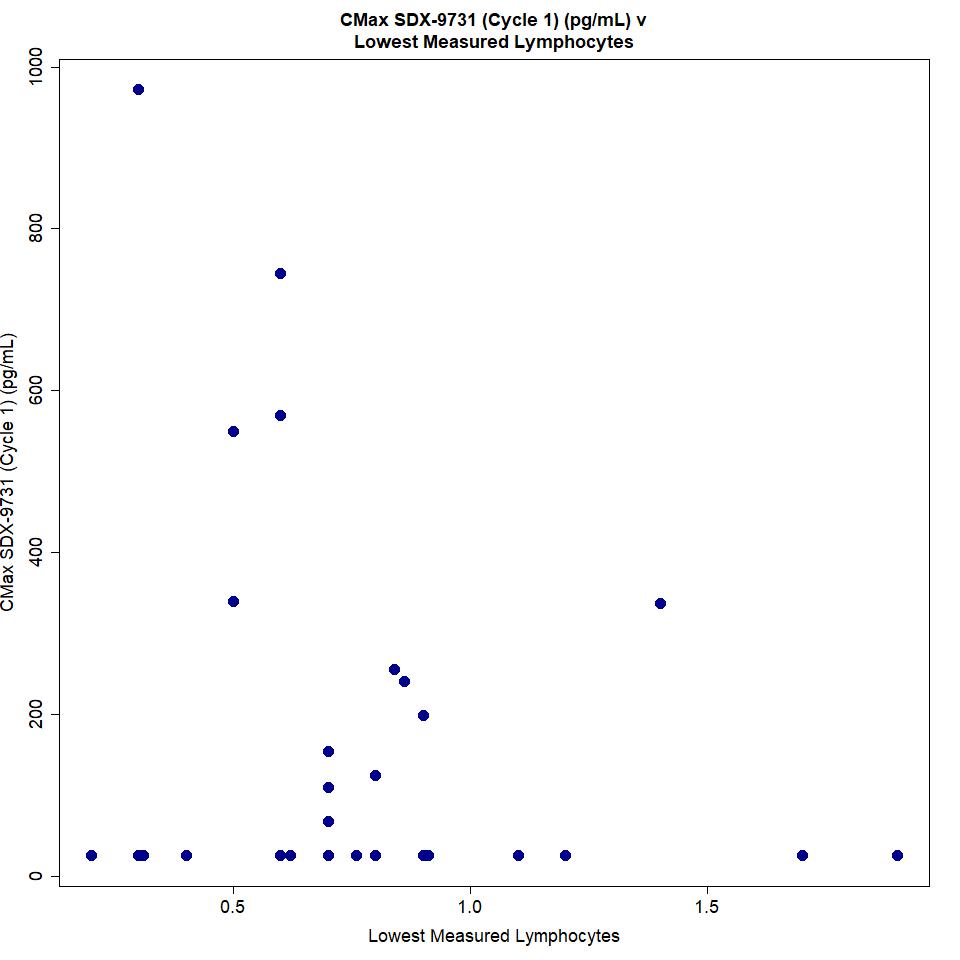 CMax SDX-9731 (Cycle 1) (pg/mL) v
Lowest Measured Lymphocytes
1000
800
600
400
200
0
CMax SDX-9731 (Cycle 1) (pg/mL)
0.5
1.0
1.5
Lowest Measured Lymphocytes